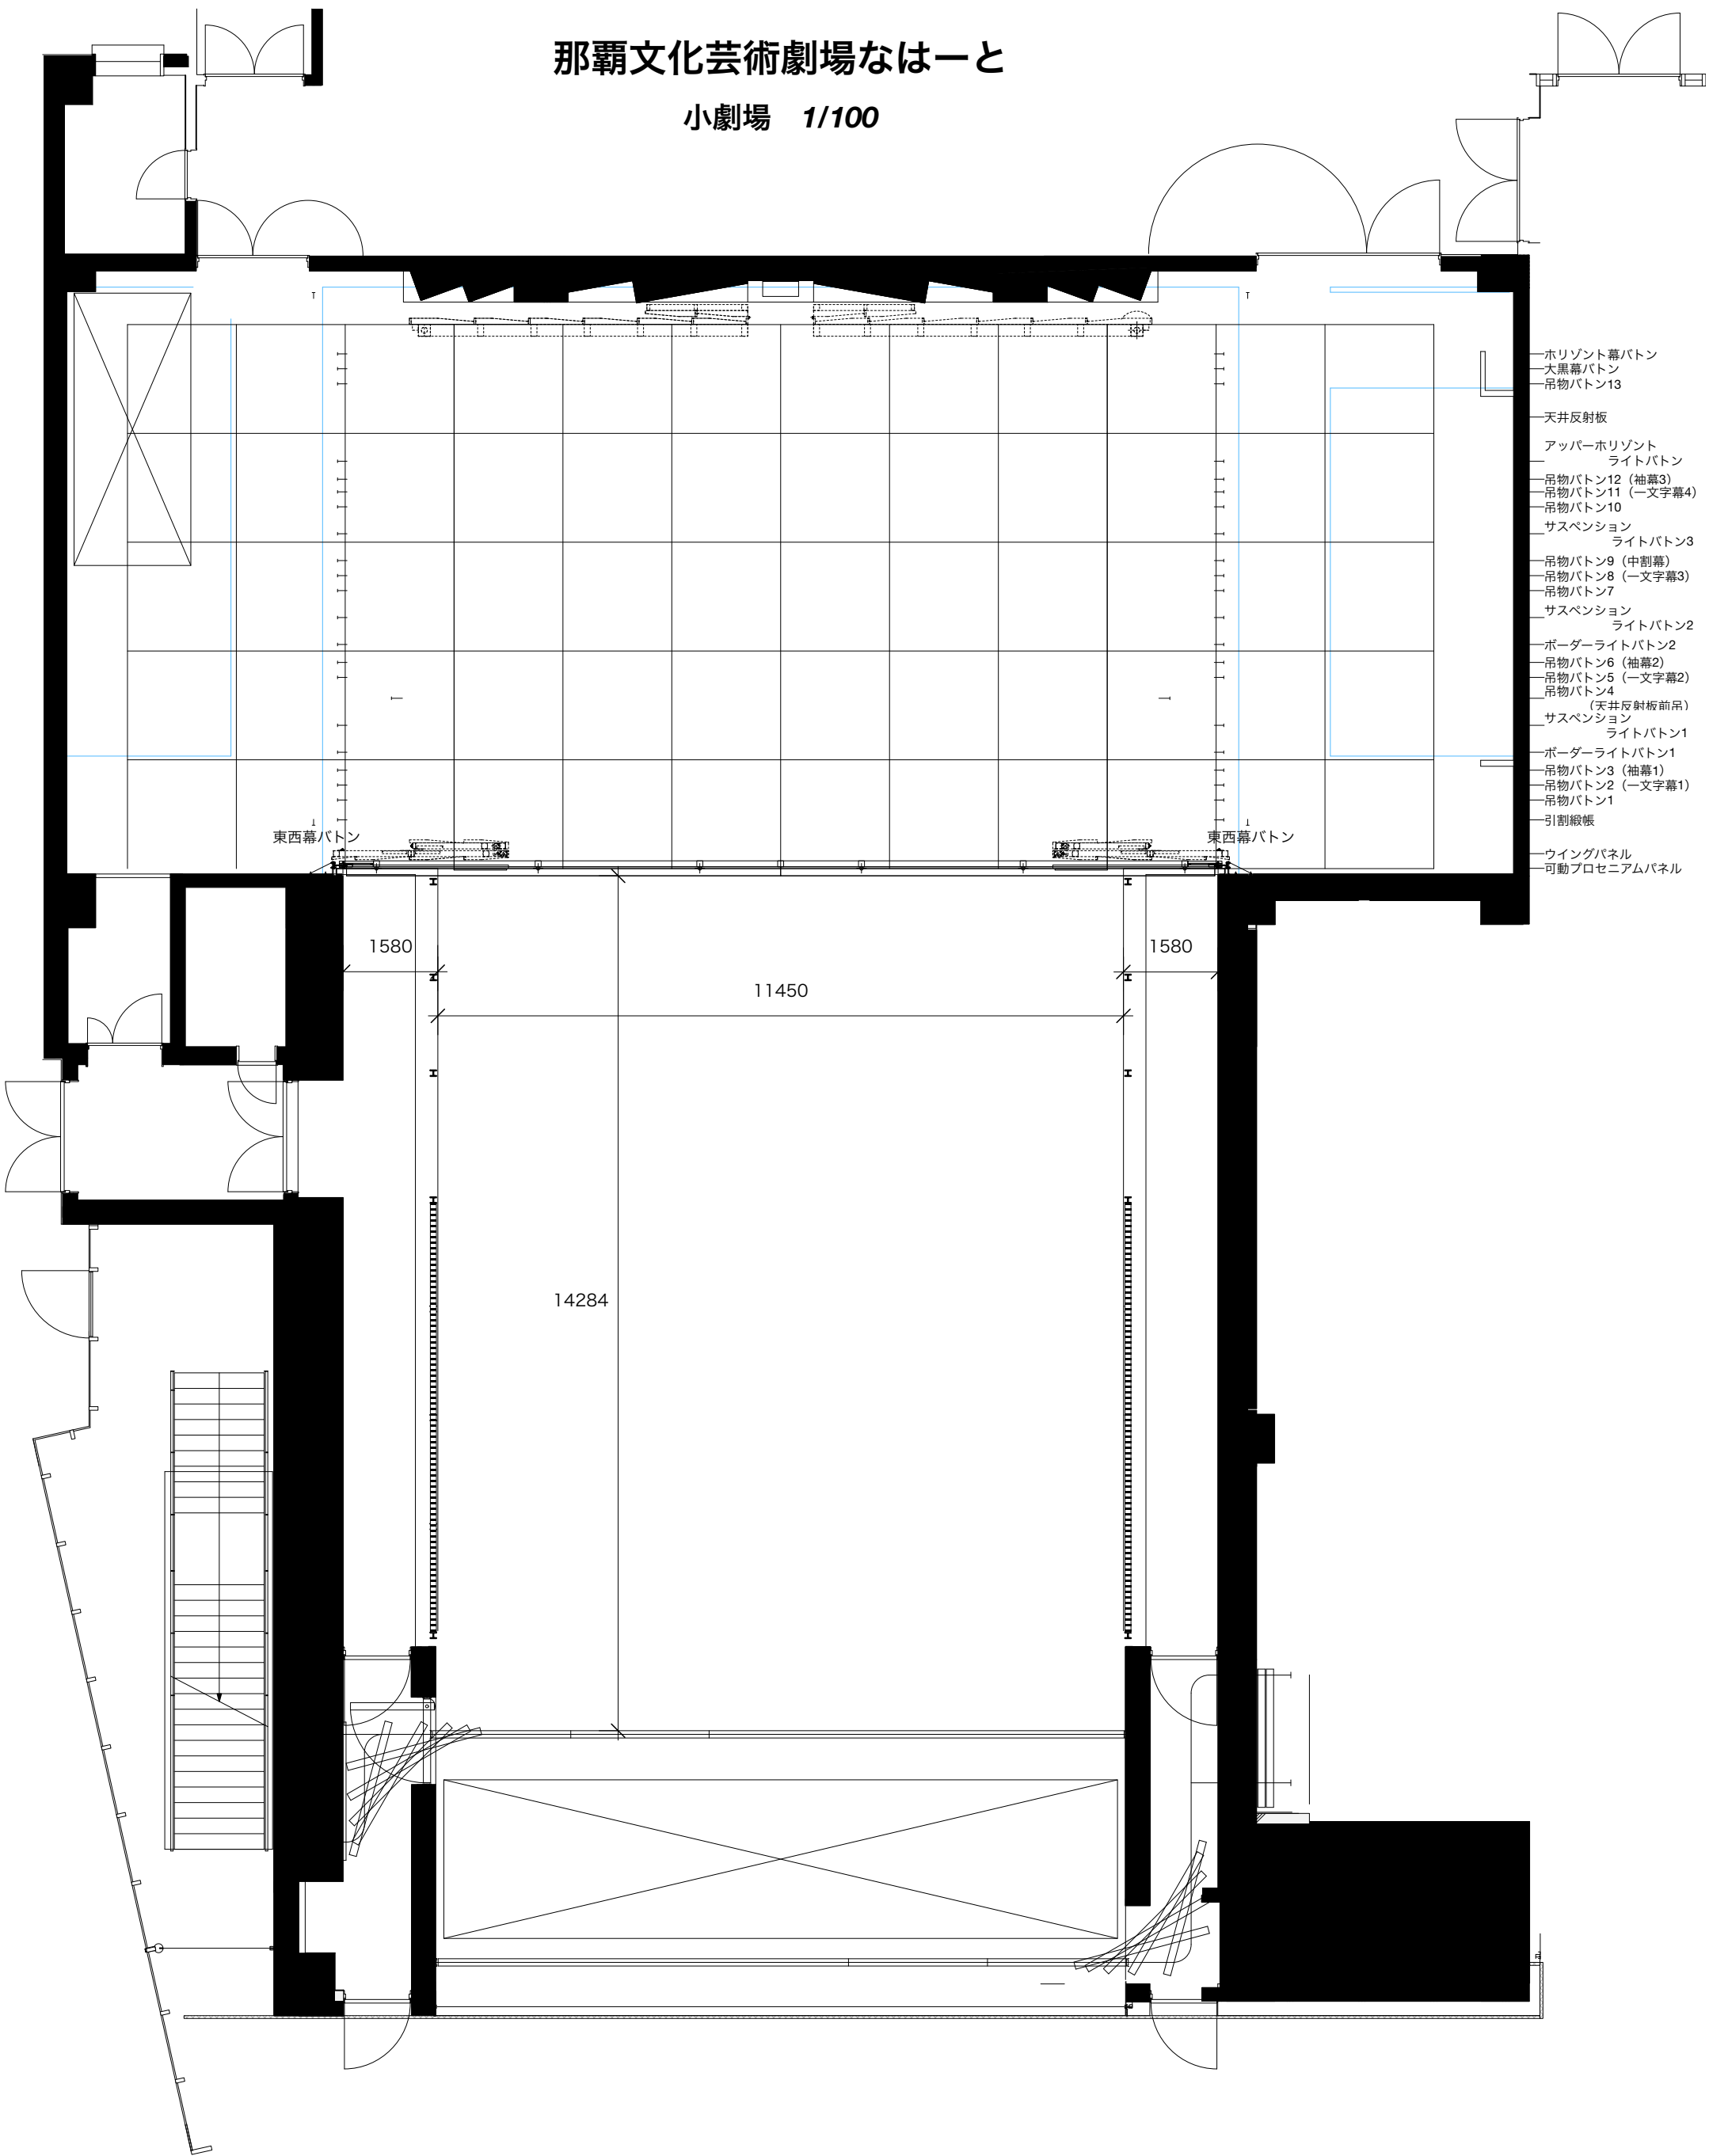 那覇文化芸術劇場なはーと
小劇場 1/100
ホリゾント幕バトン
大黒幕バトン
吊物バトン13
天井反射板
アッパーホリゾント
ライトバトン
吊物バトン12（袖幕3）
吊物バトン11（一文字幕4）
吊物バトン10
サスペンション
ライトバトン3
吊物バトン9（中割幕）
吊物バトン8（一文字幕3）
吊物バトン7
サスペンション
ライトバトン2
ボーダーライトバトン2
吊物バトン6（袖幕2）
吊物バトン5（一文字幕2）
吊物バトン4
（天井反射板前吊）
サスペンション
ライトバトン1
ボーダーライトバトン1
吊物バトン3（袖幕1）
吊物バトン2（一文字幕1）
吊物バトン1
引割緞帳
ウイングパネル
可動プロセニアムパネル
東西幕バトン
東西幕バトン
1580
1580
11450
14284